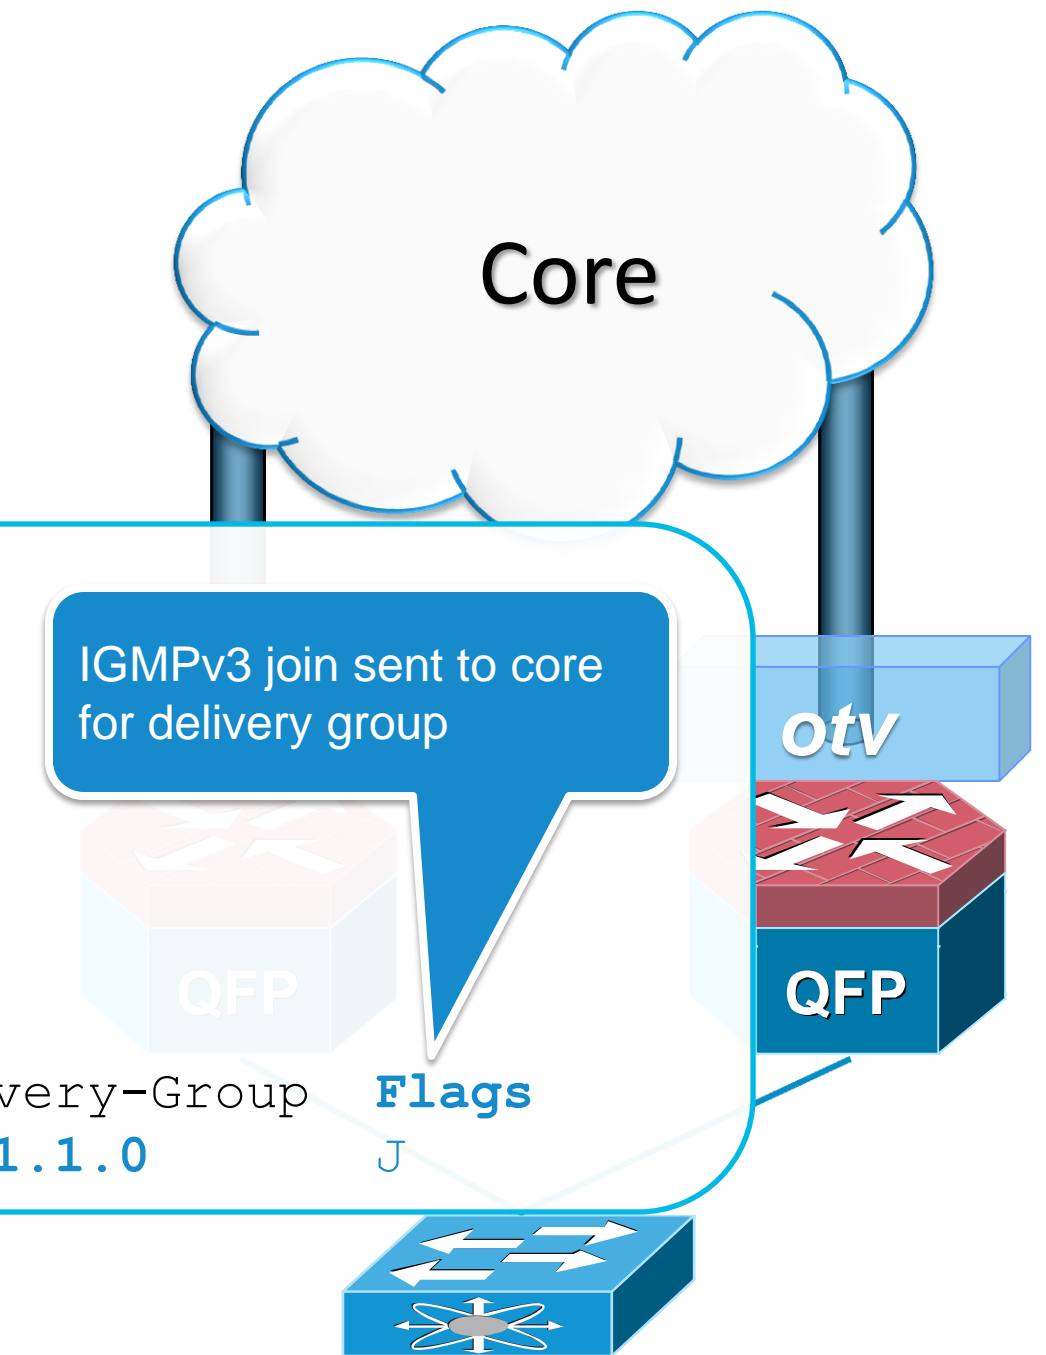 Core
IGMPv3 join sent to core
for delivery group
otv
QFP
QFP
very-Group Flags
1.1.0 J